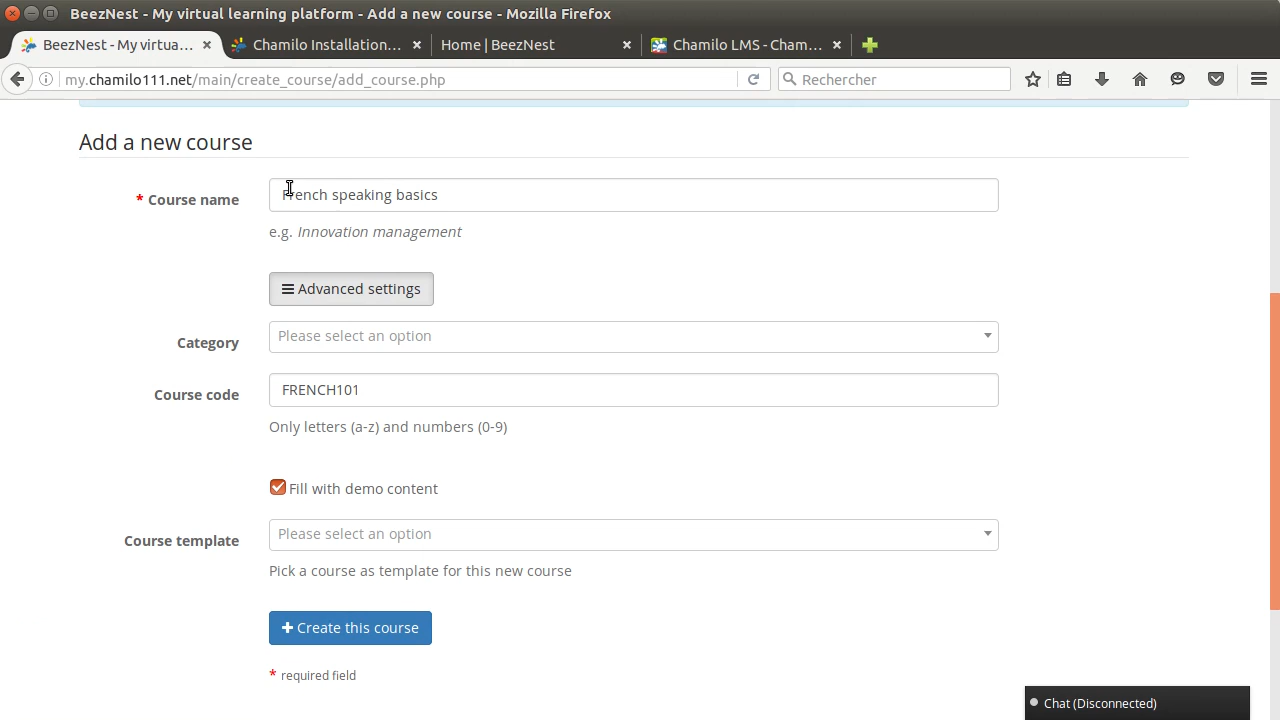 BeezNest - My virtual learning platform - Add a new course - Mozilla Firefox
BeezNest - My virtua... × Chamilo Installation... × Home | BeezNest × Chamilo LMS - Cham... ×
my.chamilo111.net/main/create_course/add_course.php Rechercher
Add a new course
* Course name French speaking basics
e.g. Innovation management
Advanced settings
Category Please select an option
Course code FRENCH101
Only letters (a-z) and numbers (0-9)
Fill with demo content
Course template Please select an option
Pick a course as template for this new course
+ Create this course
* required field
Chat (Disconnected)